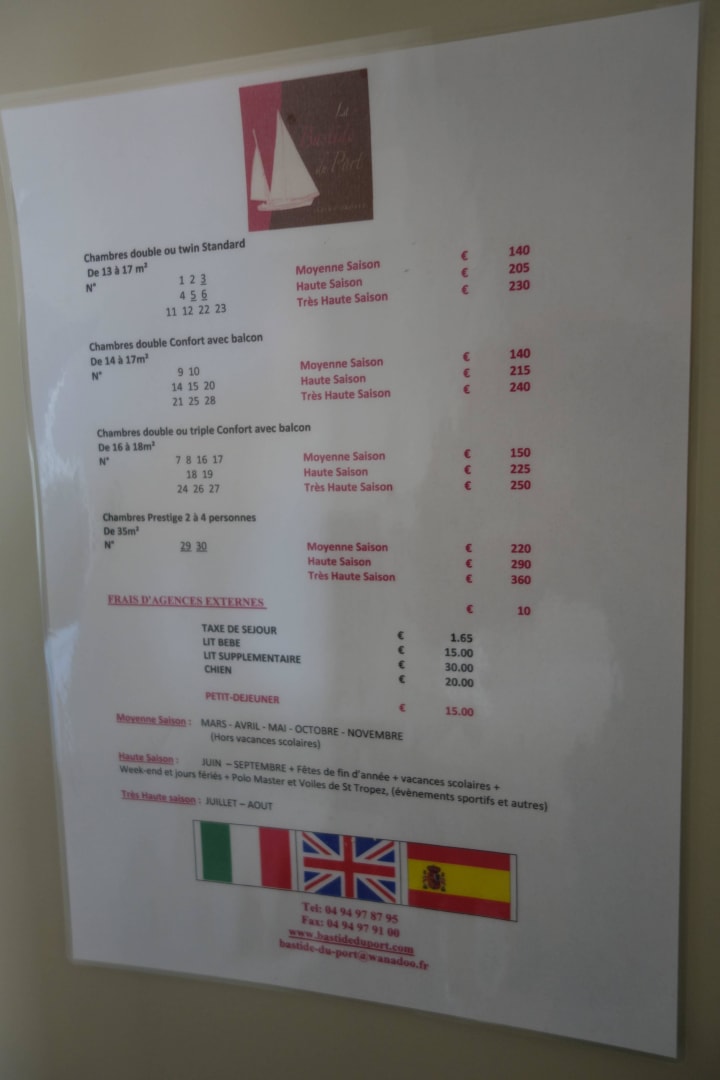 La
Bastide
du Port
Chambres double ou twin Standard
De 13 à 17 m²
N° 1 2 3 Moyenne Saison € 140
4 5 6 Haute Saison € 205
11 12 22 23 Très Haute Saison € 230
Chambres double Confort avec balcon
De 14 à 17m²
N° 9 10 Moyenne Saison € 140
14 15 20 Haute Saison € 215
21 25 28 Très Haute Saison € 240
Chambres double ou triple Confort avec balcon
De 16 à 18m²
N° 7 8 16 17 Moyenne Saison € 150
18 19 Haute Saison € 225
24 26 27 Très Haute Saison € 250
Chambres Prestige 2 à 4 personnes
De 35m²
N° 29 30 Moyenne Saison € 220
Haute Saison € 290
Très Haute Saison € 360
FRAIS D'AGENCES EXTERNES € 10
TAXE DE SEJOUR € 1.65
LIT BEBE € 15.00
LIT SUPPLEMENTAIRE € 30.00
CHIEN € 20.00
PETIT-DEJEUNER € 15.00
Moyenne Saison : MARS - AVRIL - MAI - OCTOBRE - NOVEMBRE
(Hors vacances scolaires)
Haute Saison : JUIN – SEPTEMBRE + Fêtes de fin d'année + vacances scolaires +
Week-end et jours fériés + Polo Master et Voiles de St Tropez, (évènements sportifs et autres)
Très Haute saison : JUILLET – AOUT
Tel: 04 94 97 87 95
Fax: 04 94 97 91 00
www.bastideduport.com
bastide-du-port@wanadoo.fr